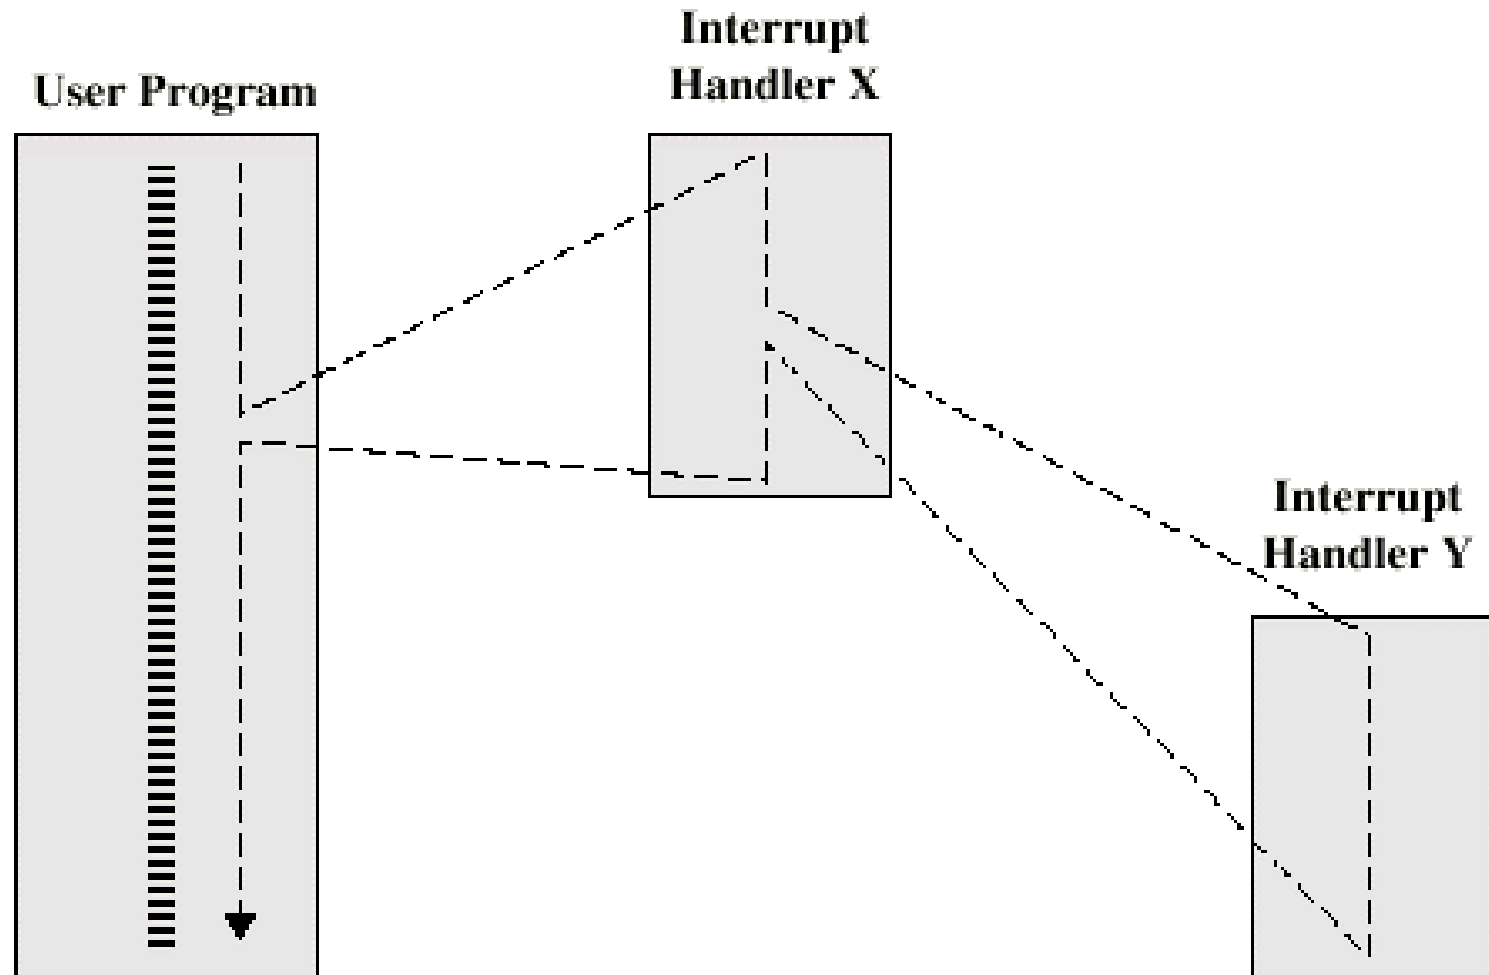 User Program
Interrupt
Handler X
Interrupt
Handler Y